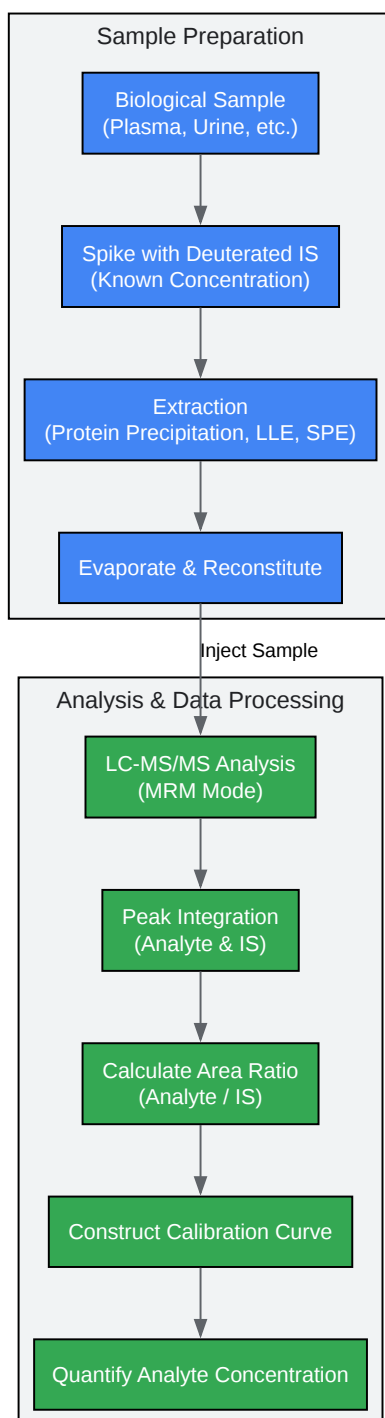 Sample Preparation
Biological Sample
(Plasma, Urine, etc.)
Spike with Deuterated IS
(Known Concentration)
Extraction
(Protein Precipitation, LLE, SPE)
Evaporate & Reconstitute
Inject Sample
Analysis & Data Processing
LC-MS/MS Analysis
(MRM Mode)
Peak Integration
(Analyte & IS)
Calculate Area Ratio
(Analyte / IS)
Construct Calibration Curve
Quantify Analyte Concentration